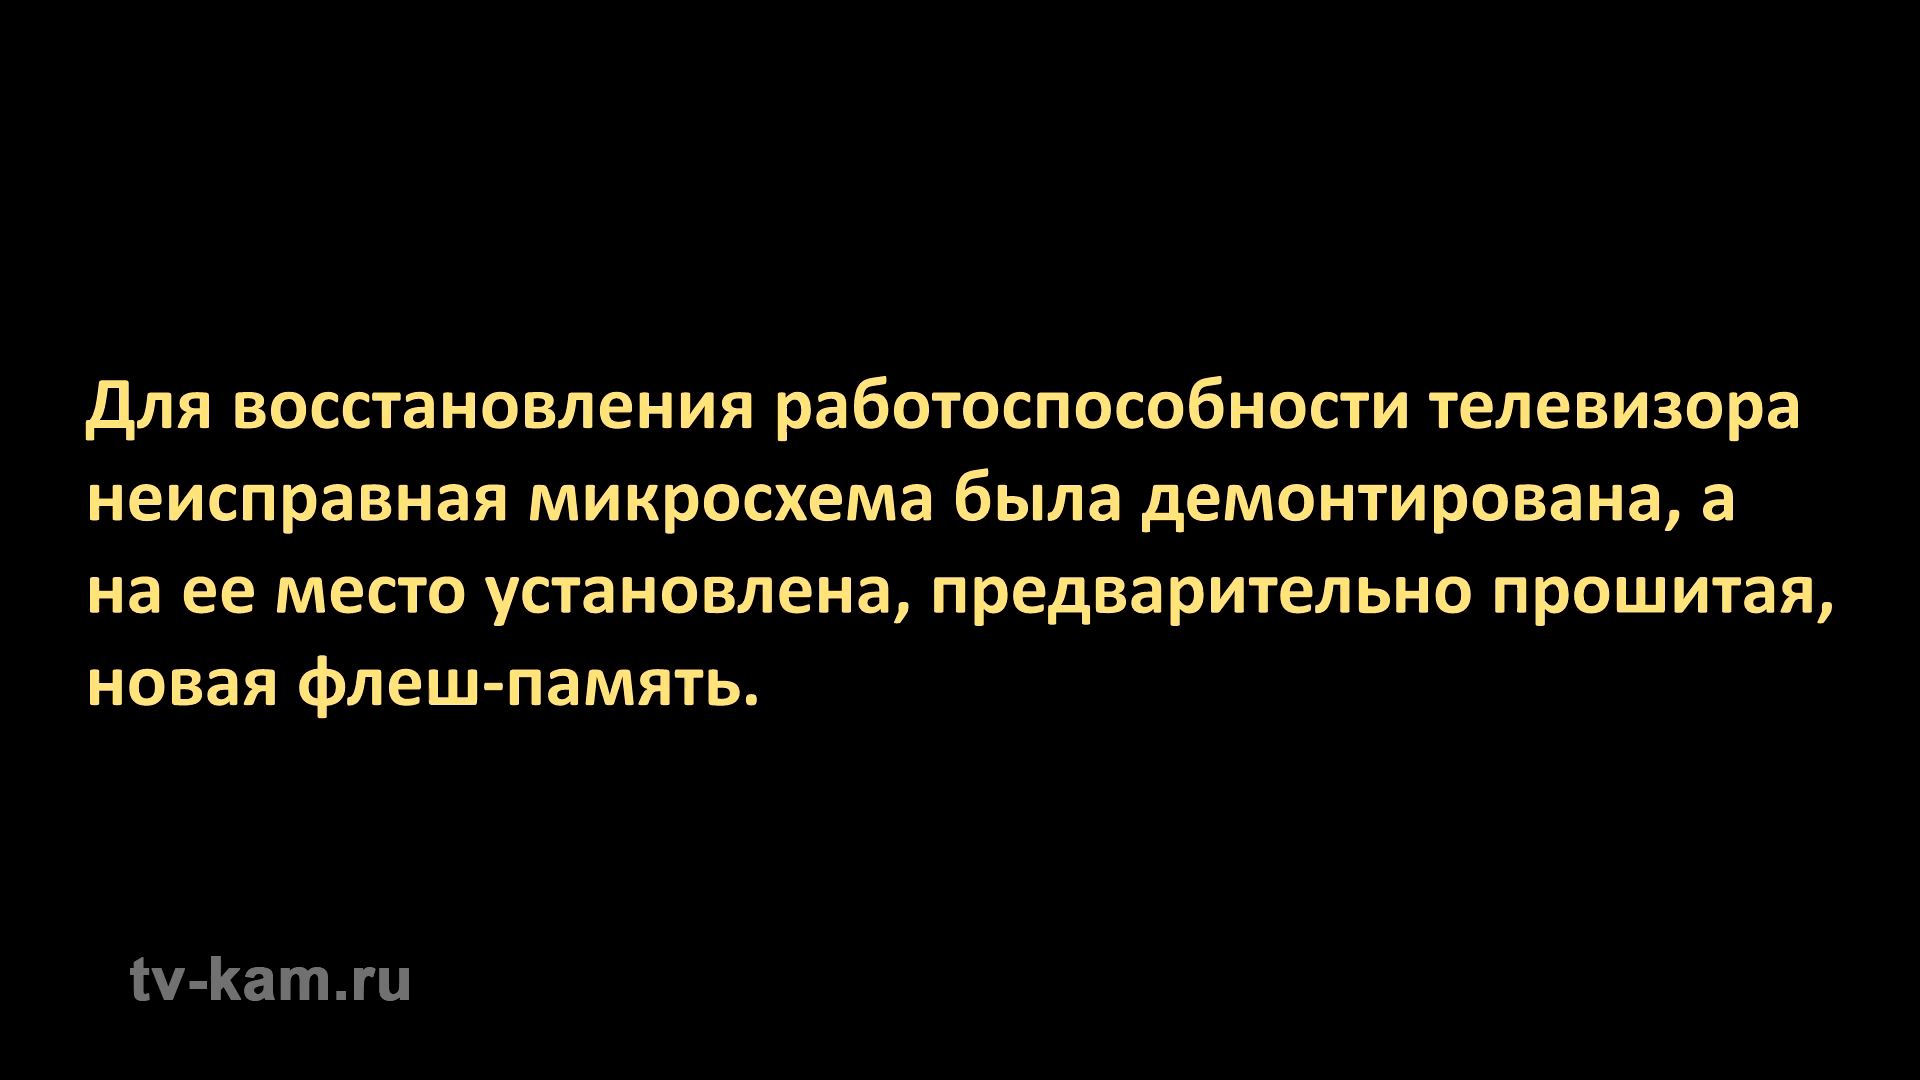 Для восстановления работоспособности телевизора
неисправная микросхема была демонтирована, а
на ее место установлена, предварительно прошитая,
новая флеш-память.
tv-kam.ru